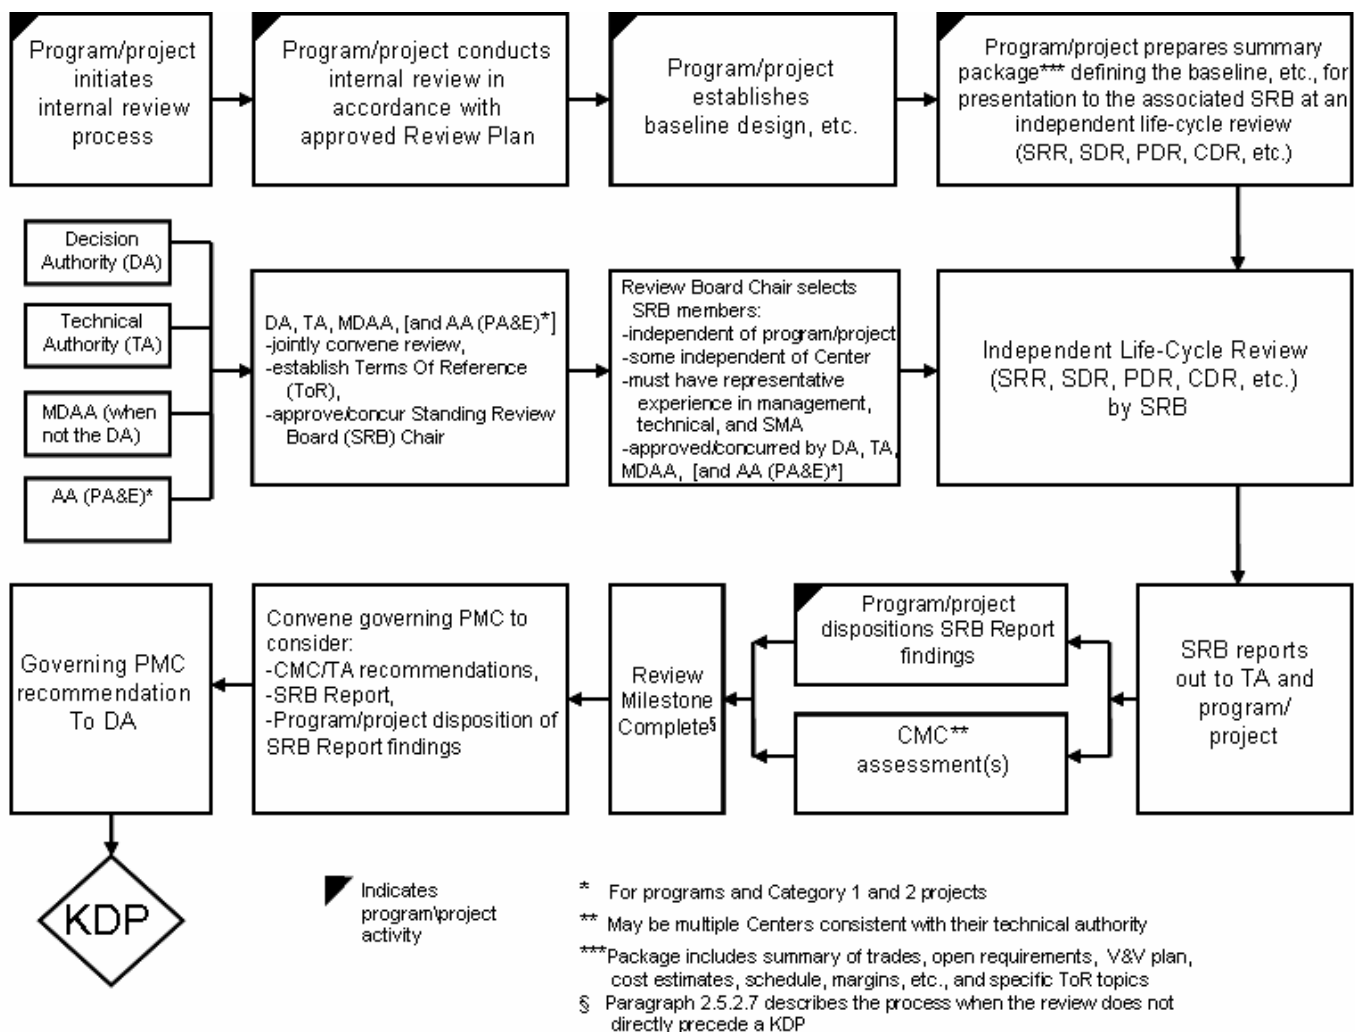 Program/project
initiates
internal review
process
Program/project conducts
internal review in
accordance with
approved Review Plan
Program/project
establishes
baseline design, etc.
Program/project prepares summary
package*** defining the baseline, etc., for
presentation to the associated SRB at an
independent life-cycle review
(SRR, SDR, PDR, CDR, etc.)
Decision
Authority (DA)
Technical
Authority (TA)
MDAA (when
not the DA)
AA (PA&E)*
DA, TA, MDAA, [and AA (PA&E)*]
-jointly convene review,
-establish Terms Of Reference
(ToR),
-approve/concur Standing Review
Board (SRB) Chair
Review Board Chair selects
SRB members:
-independent of program/project
-some independent of Center
-must have representative
experience in management,
technical, and SMA
-approved/concurred by DA, TA,
MDAA, [and AA (PA&E)*]
Independent Life-Cycle Review
(SRR, SDR, PDR, CDR, etc.)
by SRB
Governing PMC
recommendation
To DA
Convene governing PMC to
consider:
-CMC/TA recommendations,
-SRB Report,
-Program/project disposition of
SRB Report findings
Review
Milestone
Complete§
Program/project
dispositions SRB Report
findings
CMC**
assessment(s)
SRB reports
out to TA and
program/
project
KDP
Indicates
program\project
activity
* For programs and Category 1 and 2 projects
** May be multiple Centers consistent with their technical authority
***Package includes summary of trades, open requirements, V&V plan,
cost estimates, schedule, margins, etc., and specific ToR topics
§ Paragraph 2.5.2.7 describes the process when the review does not
directly precede a KDP